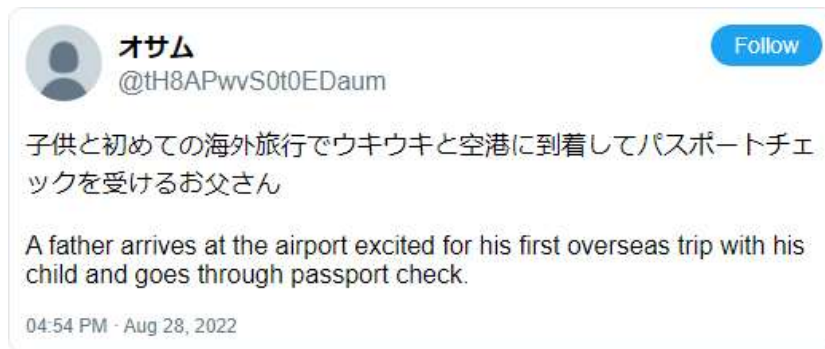 オサム
Follow
@tH8APwvS0t0EDaum
子供と初めての海外旅行でウキウキと空港に到着してパスポートチェ
ックを受けるお父さん
A father arrives at the airport excited for his first overseas trip with his
child and goes through passport check.
04:54 PM · Aug 28, 2022